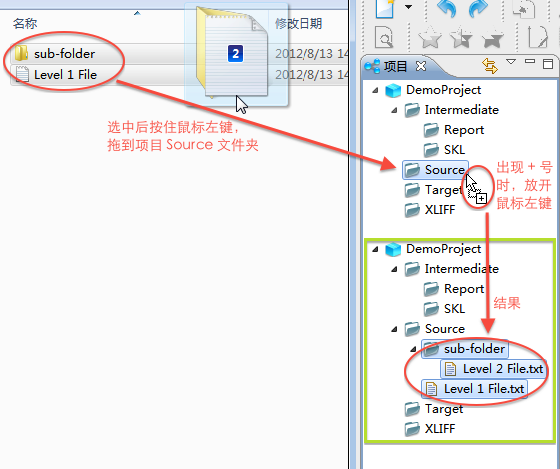 名称
修改日期
sub-folder
2012/8/13 14
Level 1 File
2012/8/13 14
2
选中后按住鼠标左键，
拖到项目 Source 文件夹
项目
DemoProject
Intermediate
Report
SKL
Source
Target
XLIFF
出现 + 号
时，放开
鼠标左键
DemoProject
Intermediate
Report
SKL
结果
Source
sub-folder
Level 2 File.txt
Level 1 File.txt
Target
XLIFF